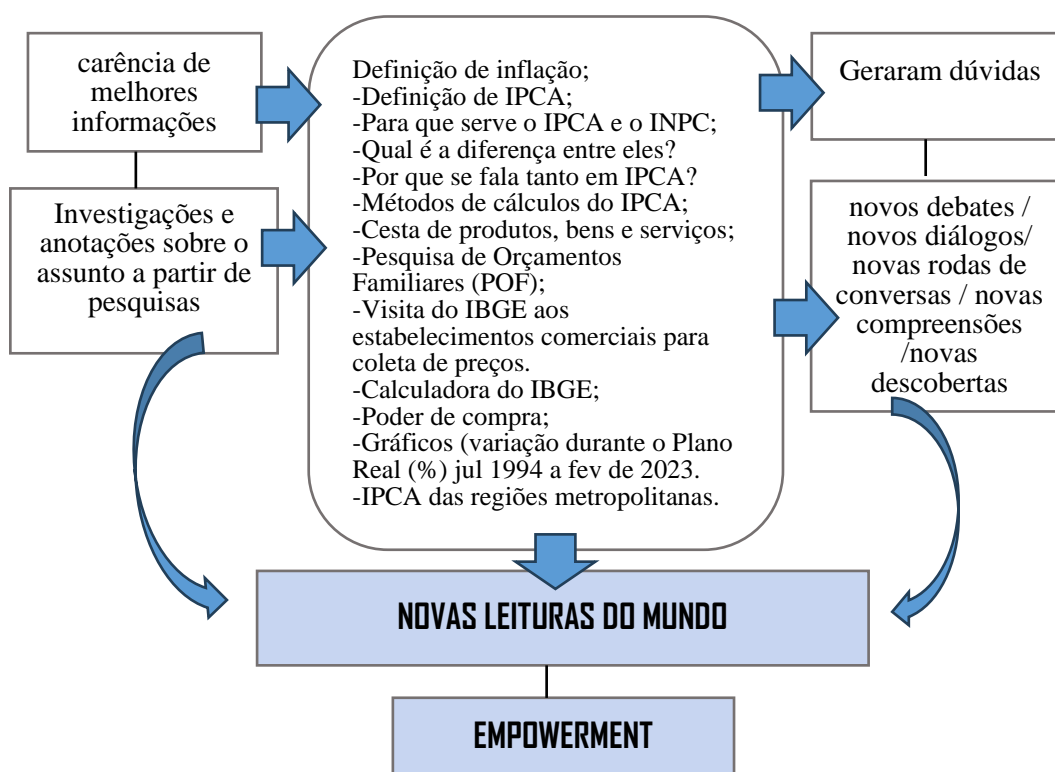 carência de
melhores
informações
Investigações e
anotações sobre o
assunto a partir de
pesquisas
Definição de inflação;
-Definição de IPCA;
-Para que serve o IPCA e o INPC;
-Qual é a diferença entre eles?
-Por que se fala tanto em IPCA?
-Métodos de cálculos do IPCA;
-Cesta de produtos, bens e serviços;
-Pesquisa de Orçamentos
Familiares (POF);
-Visita do IBGE aos
estabelecimentos comerciais para
coleta de preços.
-Calculadora do IBGE;
-Poder de compra;
-Gráficos (variação durante o Plano
Real (%) jul 1994 a fev de 2023.
-IPCA das regiões metropolitanas.
Geraram dúvidas
novos debates /
novos diálogos/
novas rodas de
conversas / novas
compreensões
/novas
descobertas
NOVAS LEITURAS DO MUNDO
EMPOWERMENT